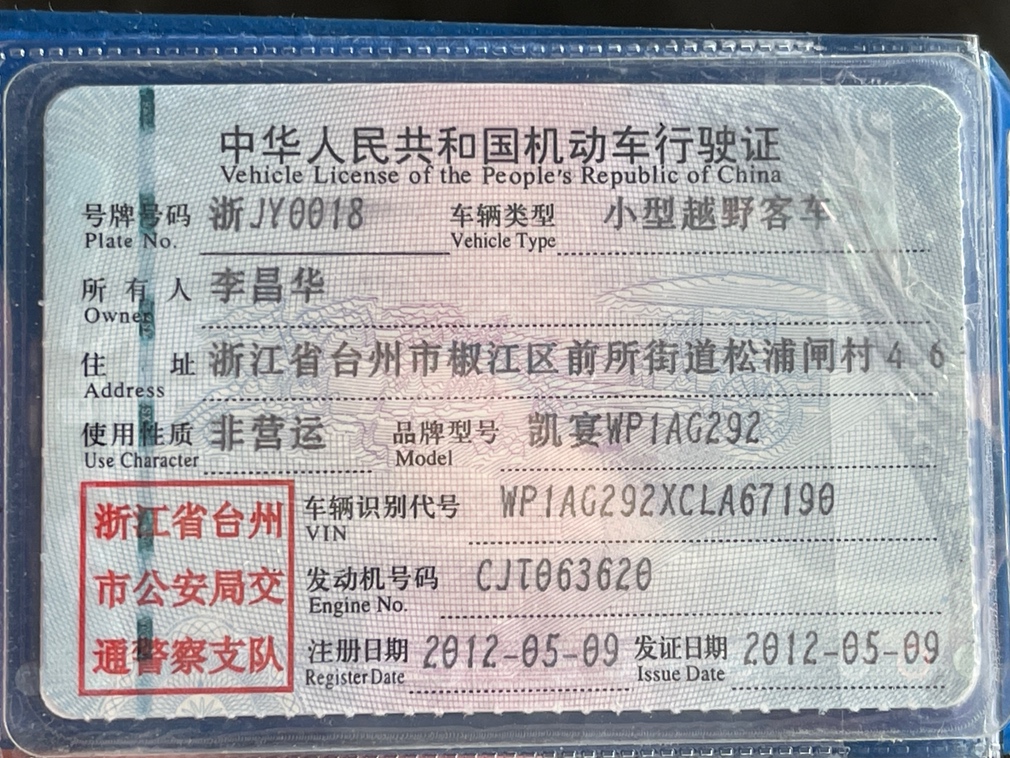 中华人民共和国机动车行驶证
Vehicle License of the People's Republic of China
号牌号码 浙JY0018 车辆类型 小型越野客车
Plate No. Vehicle Type
所有人 李昌华
Owner
住址 浙江省台州市椒江区前所街道松浦闸村46
Address
使用性质 非营运 品牌型号 凯宴WP1AG292
Use Character Model
浙江省台州
市公安局交
通警察支队
车辆识别代号 WP1AG292XCLA67190
VIN
发动机号码 CJT063620
Engine No.
注册日期 2012-05-09 发证日期 2012-05-09
Register Date Issue Date